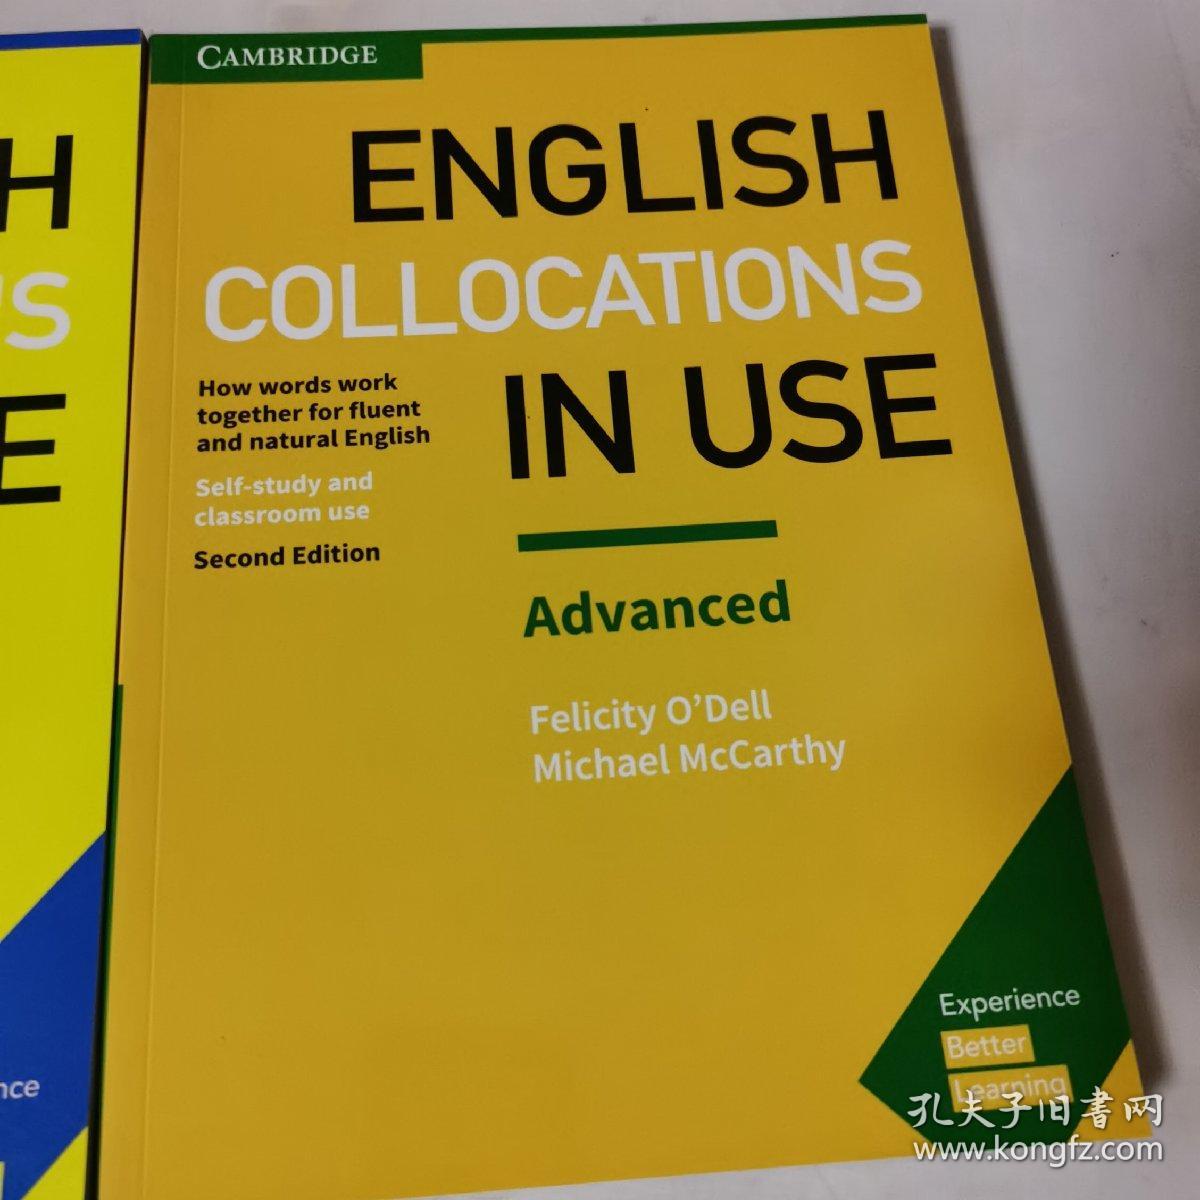 H
'S
E
nce
CAMBRIDGE
ENGLISH
COLLOCATIONS
IN USE
How words work
together for fluent
and natural English
Self-study and
classroom use
Second Edition
Advanced
Felicity O'Dell
Michael McCarthy
Experience
Better
Learning
孔夫子旧书网
www.kongfz.com